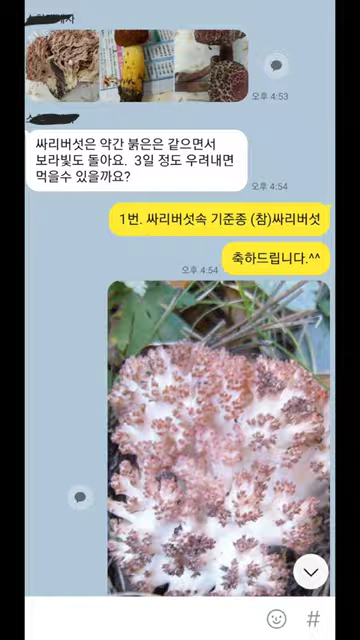 오후 4:53
싸리버섯은 약간 붉은은 같으면서
보라빛도 돌아요. 3일 정도 우려내면
먹을수 있을까요?
오후 4:54
1번. 싸리버섯속 기준종 (참)싸리버섯
축하드립니다.^^
오후 4:54
#